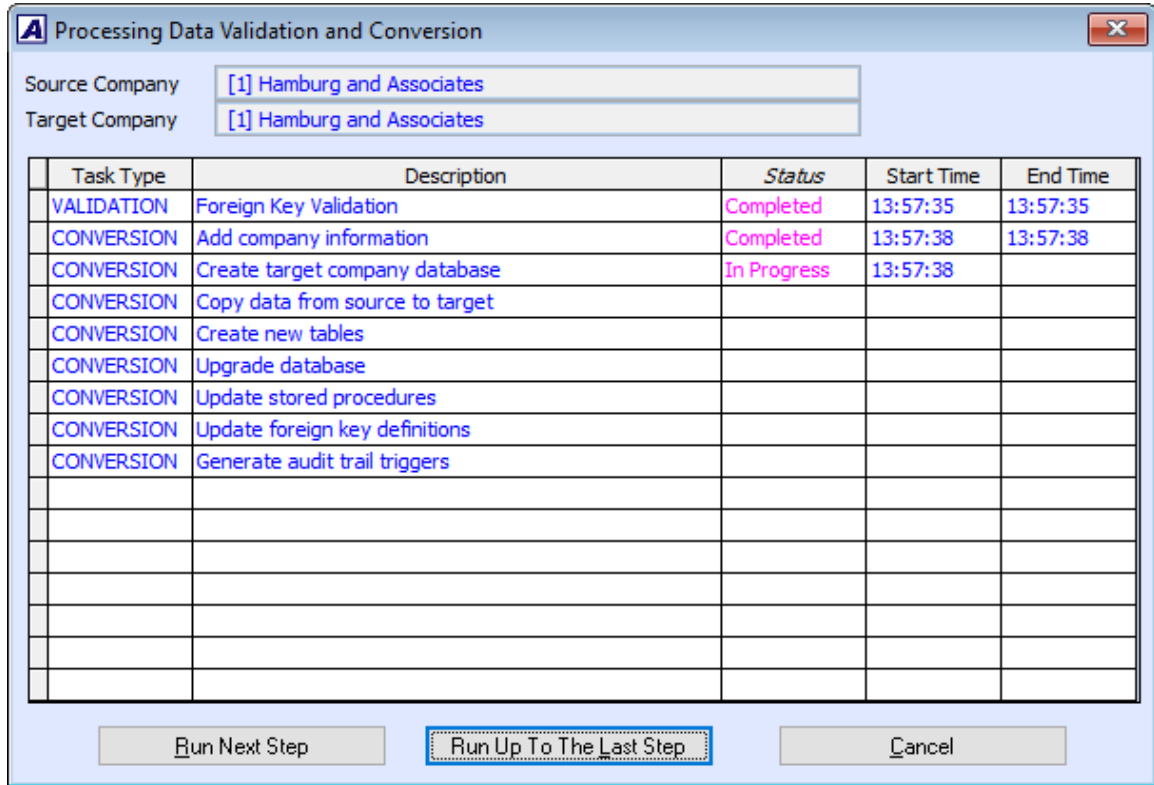 Processing Data Validation and Conversion
Source Company [1] Hamburg and Associates
Target Company [1] Hamburg and Associates
Task Type Description Status Start Time End Time
VALIDATION Foreign Key Validation Completed 13:57:35 13:57:35
CONVERSION Add company information Completed 13:57:38 13:57:38
CONVERSION Create target company database In Progress 13:57:38
CONVERSION Copy data from source to target
CONVERSION Create new tables
CONVERSION Upgrade database
CONVERSION Update stored procedures
CONVERSION Update foreign key definitions
CONVERSION Generate audit trail triggers
Run Next Step Run Up To The Last Step Cancel